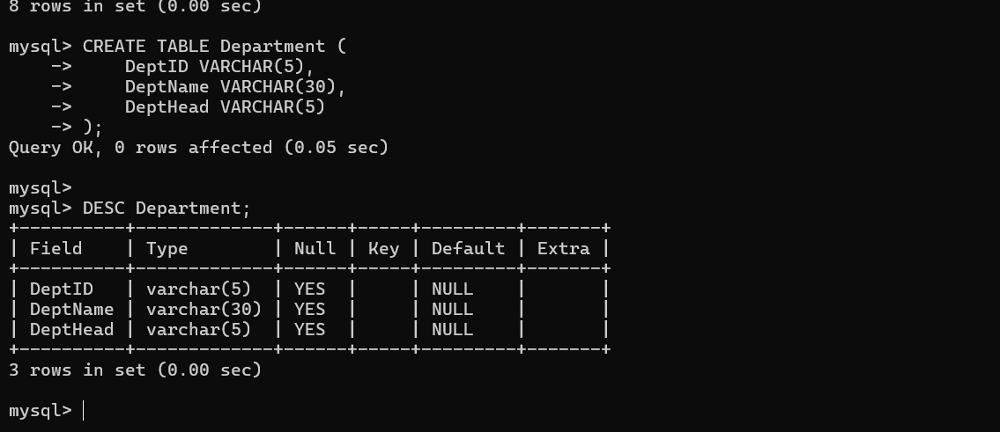 8 rows in set (0.00 sec)

mysql> CREATE TABLE Department (
    ->     DeptID VARCHAR(5),
    ->     DeptName VARCHAR(30),
    ->     DeptHead VARCHAR(5)
    -> );
Query OK, 0 rows affected (0.05 sec)

mysql>
mysql> DESC Department;
+----------+-------------+------+-----+---------+-------+
| Field    | Type        | Null | Key | Default | Extra |
+----------+-------------+------+-----+---------+-------+
| DeptID   | varchar(5)  | YES  |     | NULL    |       |
| DeptName | varchar(30) | YES  |     | NULL    |       |
| DeptHead | varchar(5)  | YES  |     | NULL    |       |
+----------+-------------+------+-----+---------+-------+
3 rows in set (0.00 sec)

mysql>